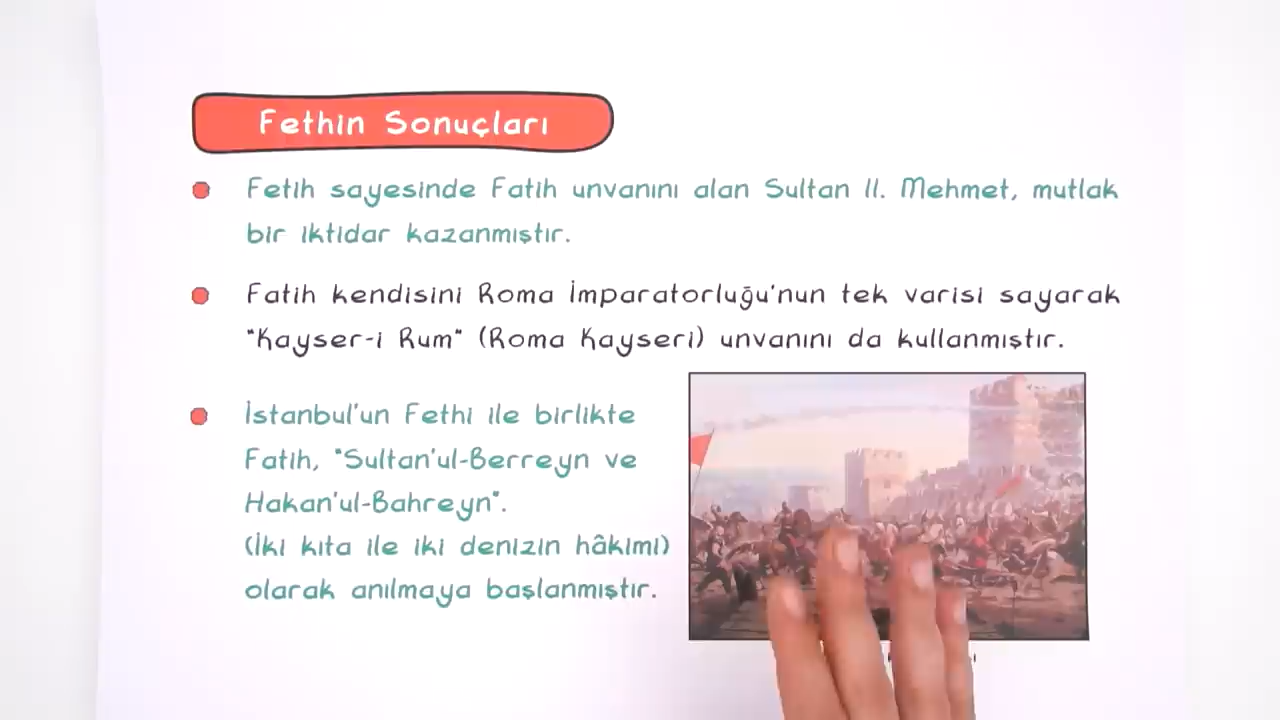 Fethin Sonuçları
Fetih sayesinde Fatih unvanını alan Sultan II. Mehmet, mutlak
bir iktidar kazanmıştır.
Fatih kendisini Roma İmparatorluğu'nun tek varisi sayarak
"Kayser-i Rum" (Roma Kayseri) unvanını da kullanmıştır.
İstanbul'un Fethi ile birlikte
Fatih, "Sultan'ul-Berreyn ve
Hakan'ul-Bahreyn".
(İki kıta ile iki denizin hâkimi)
olarak anılmaya başlanmıştır.